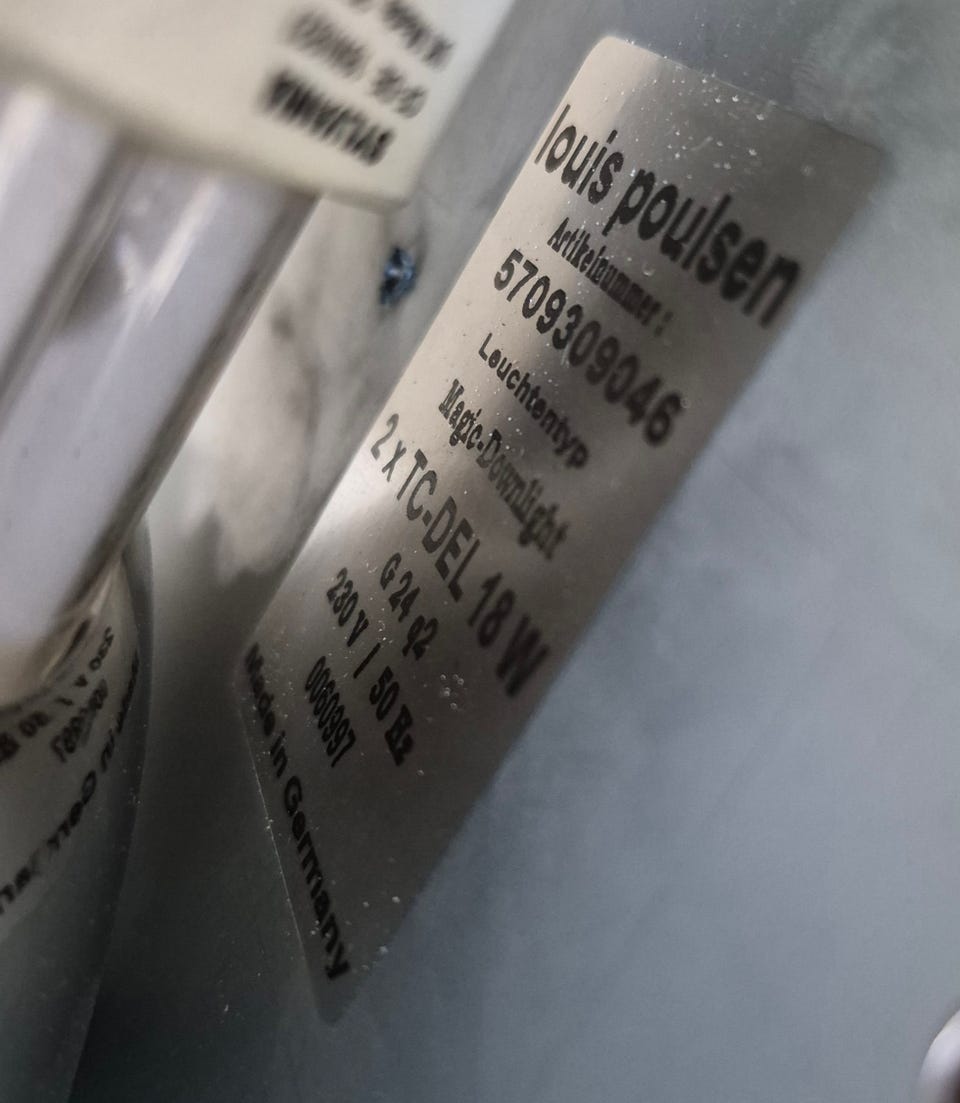 louis poulsen
Artikelnummer:
5709309046
Leuchtentyp
Magic-Downlight
2 x TC-DEL 18 W
G 24 q2
230 V | 50 Hz
0060997
Made in Germany
SYLVANIA